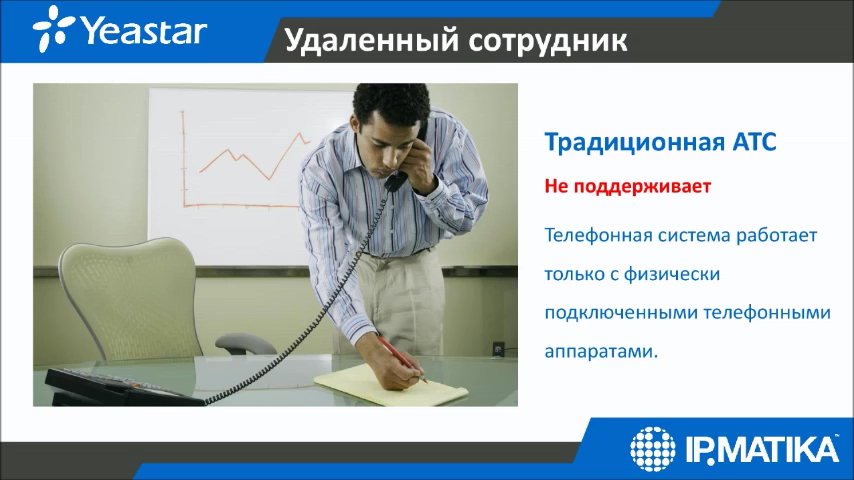 Yeastar
Удаленный сотрудник
Традиционная АТС
Не поддерживает
Телефонная система работает
только с физически
подключенными телефонными
аппаратами.
IP.MATIKA